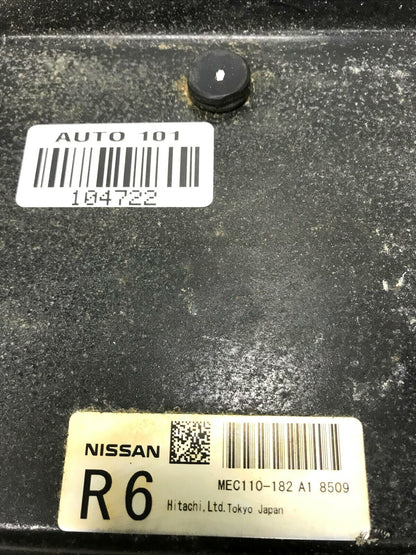 AUTO 101
104722
NISSAN
R6
MEC110-182 A1 8509
Hitachi,Ltd.Tokyo Japan